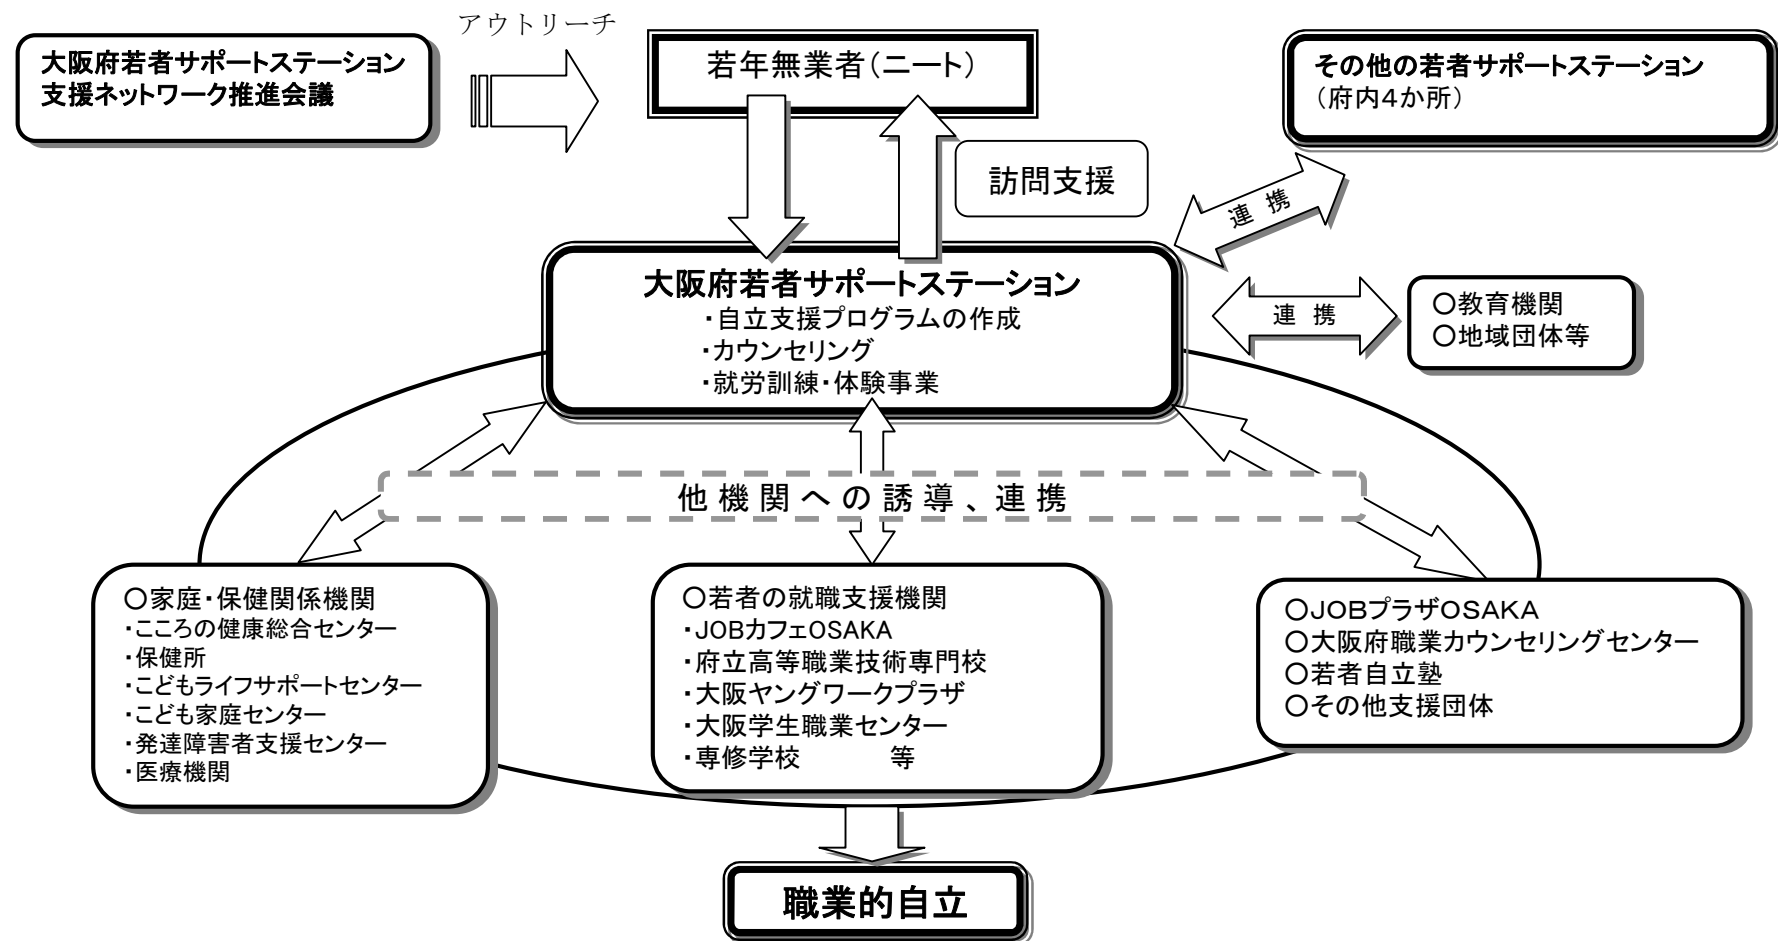 アウトリーチ
大阪府若者サポートステーション
支援ネットワーク推進会議
若年無業者(ニート)
その他の若者サポートステーション
(府内4か所)
訪問支援
連 携
大阪府若者サポートステーション
・自立支援プログラムの作成
・カウンセリング
・就労訓練・体験事業
連 携
○教育機関
○地域団体等
他機関への誘導、連携
○家庭・保健関係機関
・こころの健康総合センター
・保健所
・こどもライフサポートセンター
・こども家庭センター
・発達障害者支援センター
・医療機関
○若者の就職支援機関
・JOBカフェOSAKA
・府立高等職業技術専門校
・大阪ヤングワークプラザ
・大阪学生職業センター
・専修学校 等
○JOBプラザOSAKA
○大阪府職業カウンセリングセンター
○若者自立塾
○その他支援団体
職業的自立